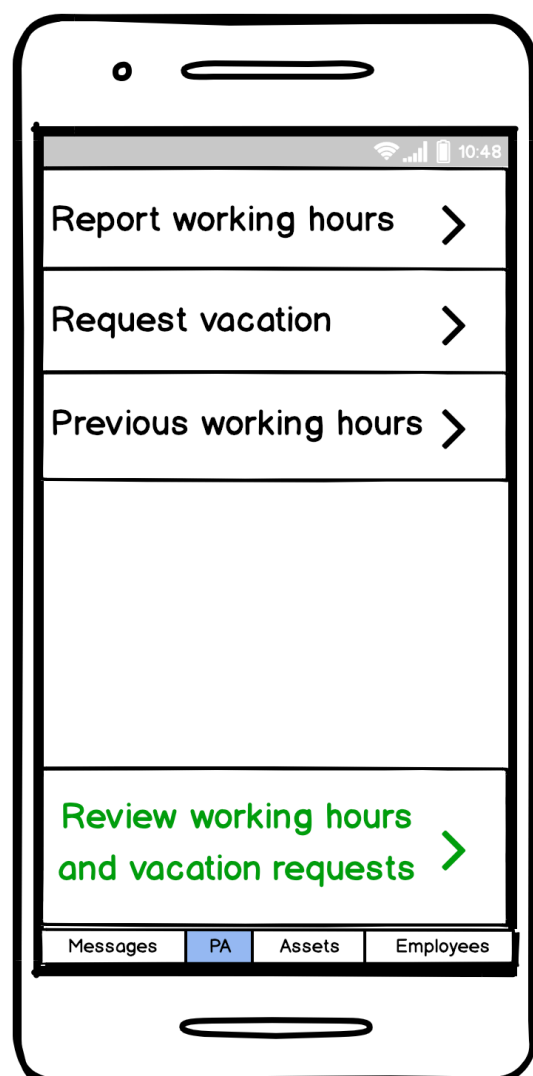 10:48
Report working hours
Request vacation
Previous working hours
Review working hours
and vacation requests
Messages PA Assets Employees